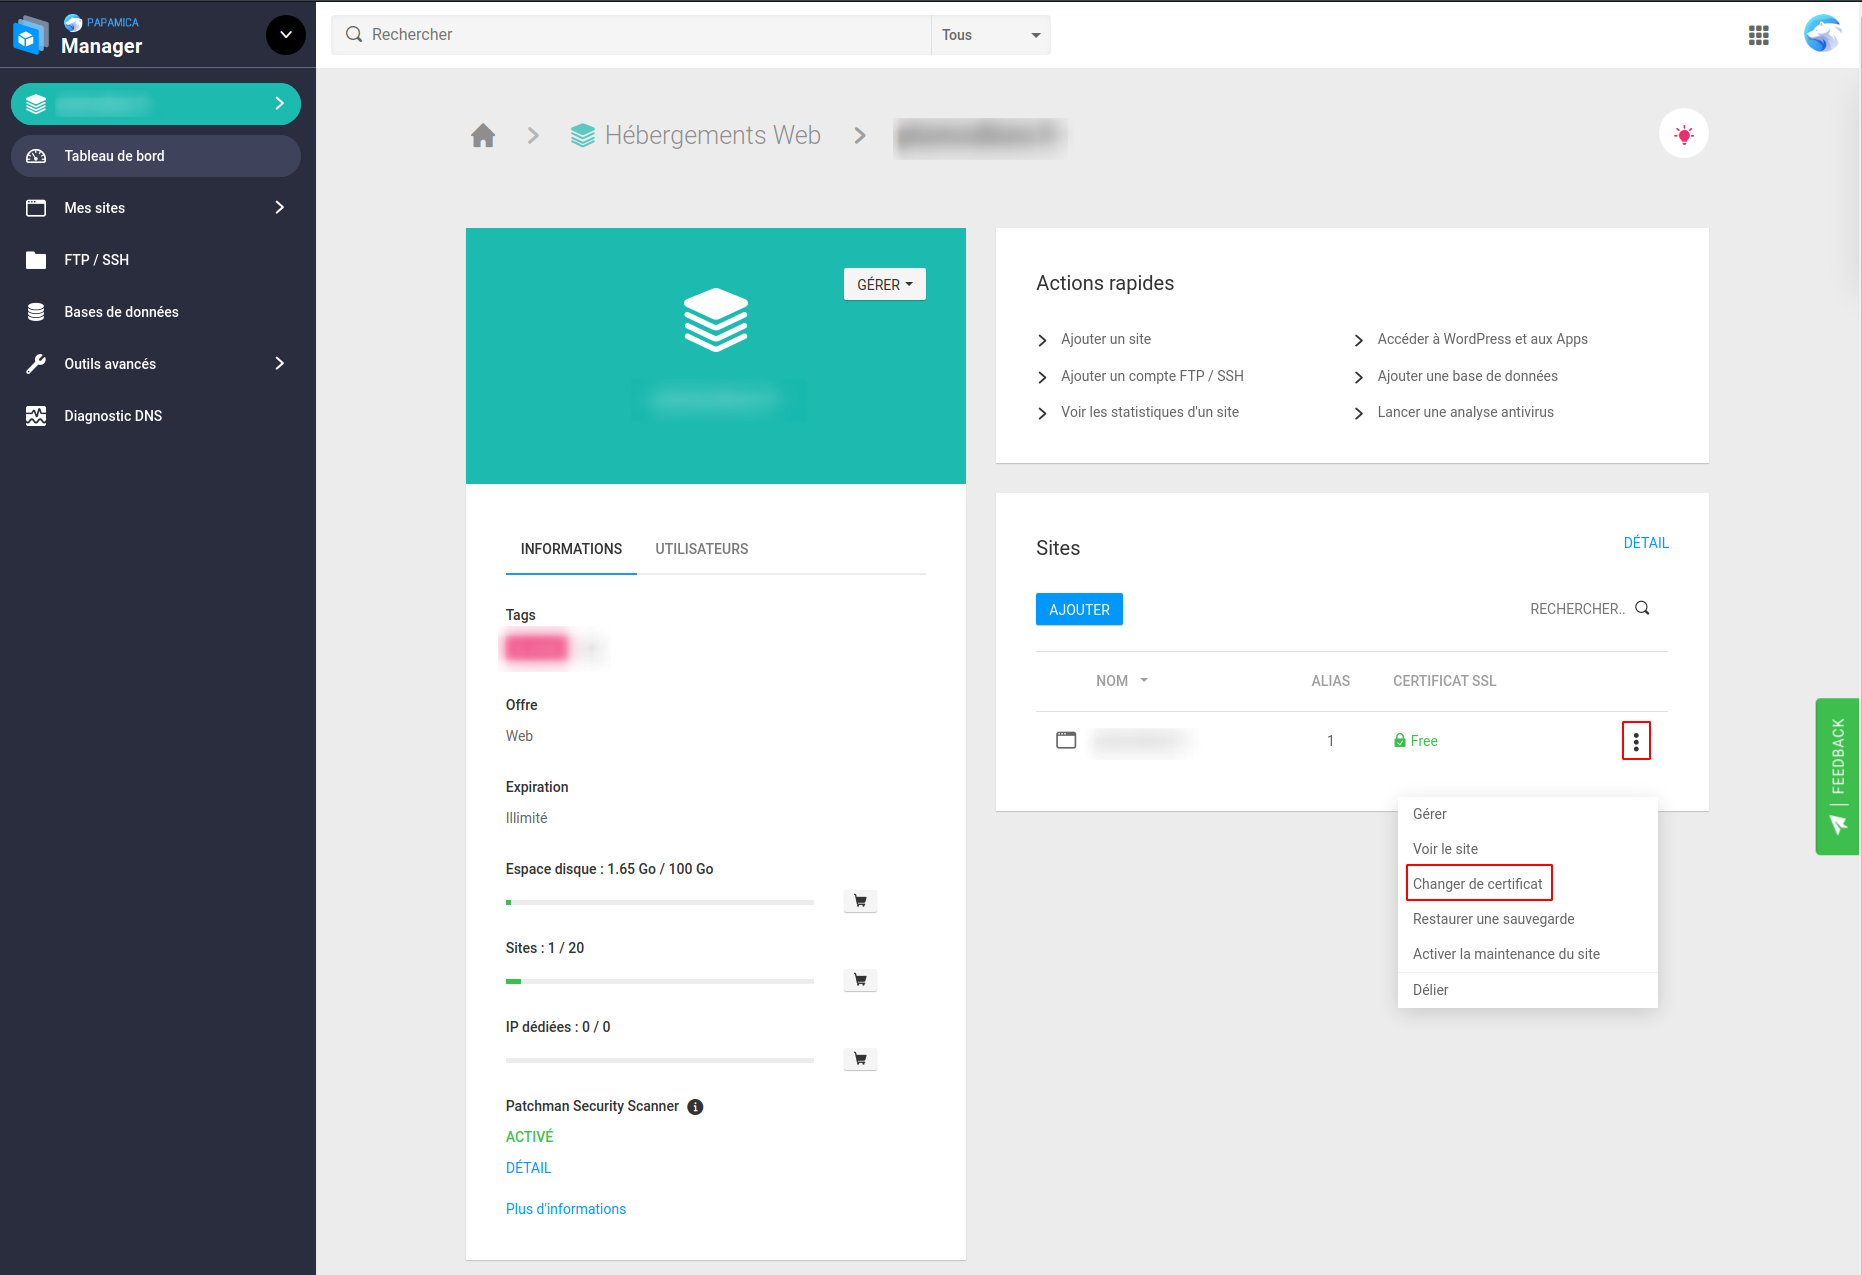 PAPAMICA
Manager
Rechercher
Tous
Tableau de bord
Mes sites
FTP / SSH
Bases de données
Outils avancés
Diagnostic DNS
Hébergements Web
GÉRER
INFORMATIONS
UTILISATEURS
Tags
Offre
Web
Expiration
Illimité
Espace disque : 1.65 Go / 100 Go
Sites : 1 / 20
IP dédiées : 0 / 0
Patchman Security Scanner
ACTIVÉ
DÉTAIL
Plus d'informations
Actions rapides
Ajouter un site
Accéder à WordPress et aux Apps
Ajouter un compte FTP / SSH
Ajouter une base de données
Voir les statistiques d'un site
Lancer une analyse antivirus
Sites
DÉTAIL
AJOUTER
RECHERCHER..
NOM
ALIAS
CERTIFICAT SSL
1
Free
Gérer
Voir le site
Changer de certificat
Restaurer une sauvegarde
Activer la maintenance du site
Délier
FEEDBACK